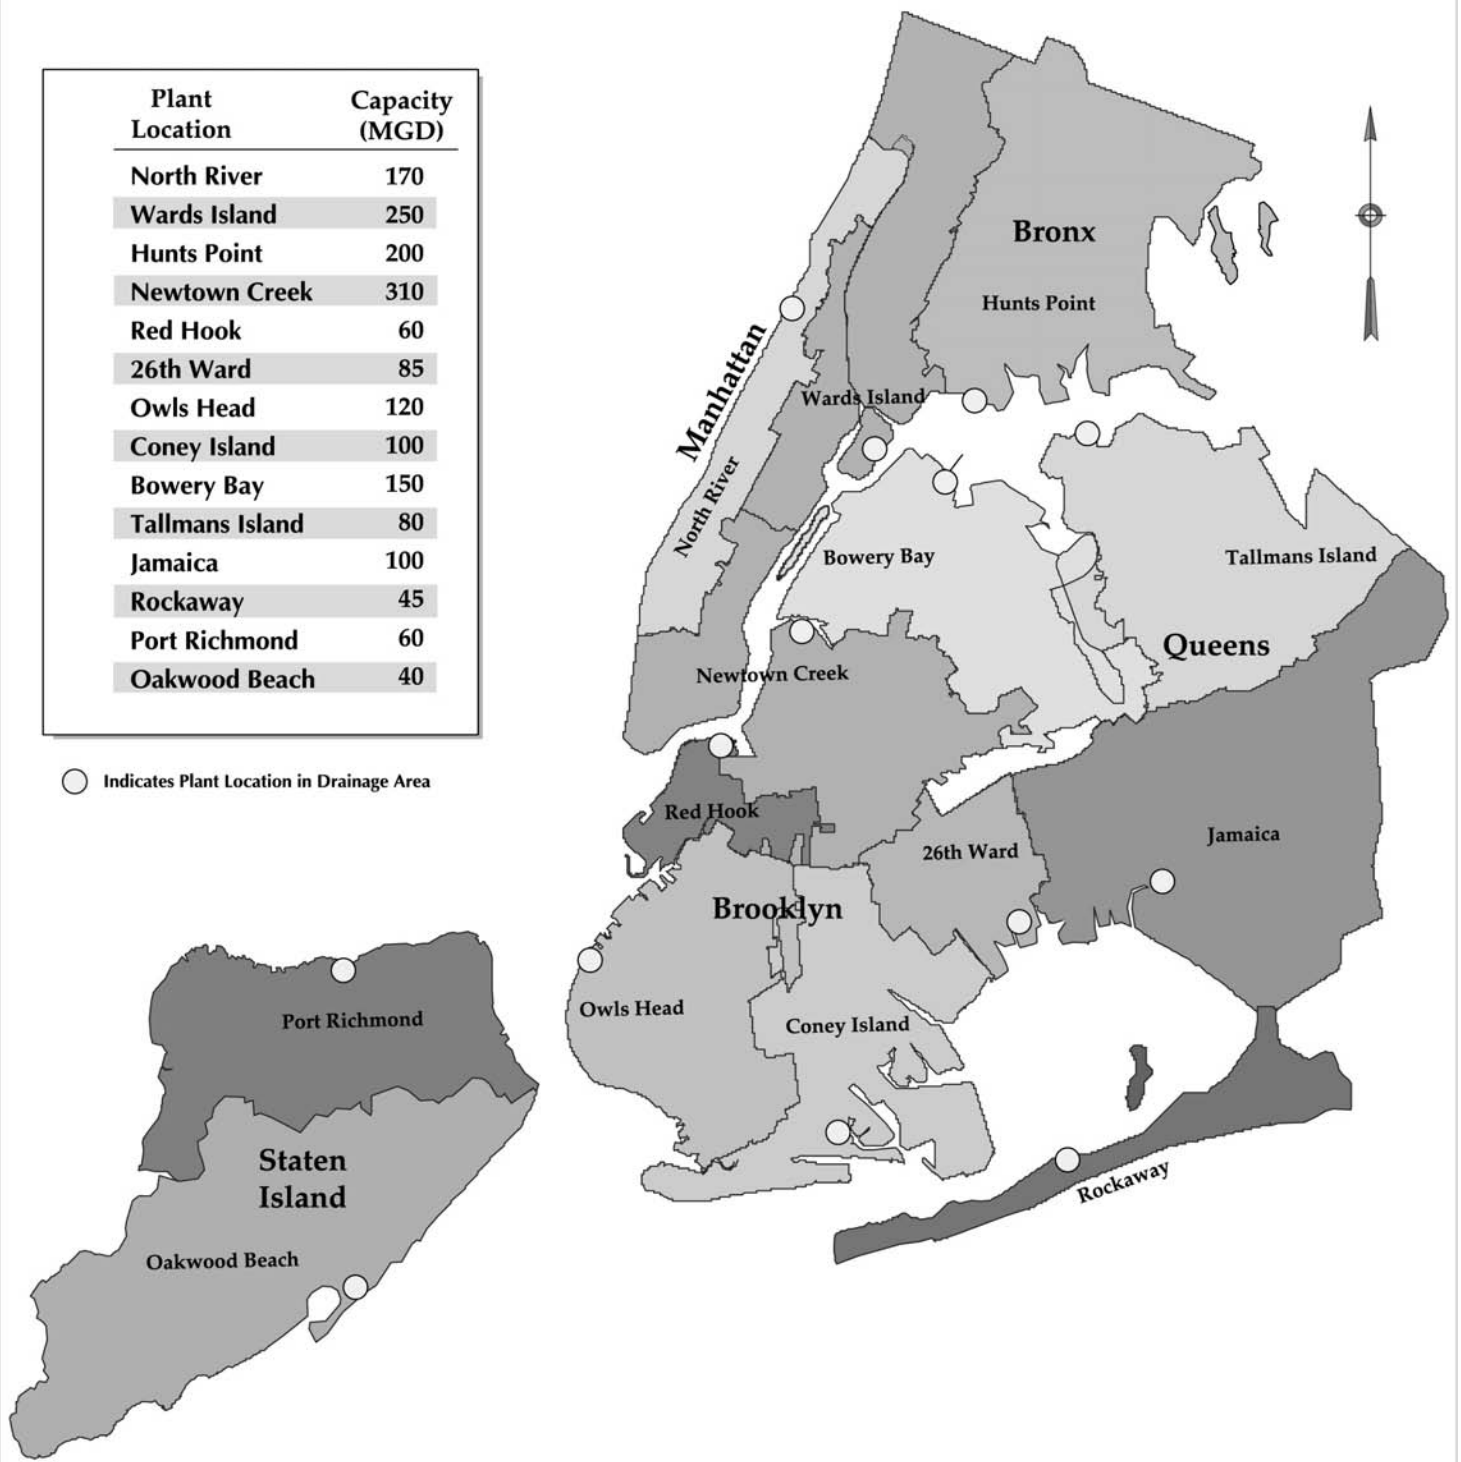 Plant Capacity
Location (MGD)
North River 170
Wards Island 250
Hunts Point 200
Newtown Creek 310
Red Hook 60
26th Ward 85
Owls Head 120
Coney Island 100
Bowery Bay 150
Tallmans Island 80
Jamaica 100
Rockaway 45
Port Richmond 60
Oakwood Beach 40
Indicates Plant Location in Drainage Area
Bronx
Hunts Point
Manhattan
Wards Island
North River
Bowery Bay
Tallmans Island
Queens
Newtown Creek
Red Hook
Jamaica
26th Ward
Brooklyn
Owls Head
Coney Island
Port Richmond
Staten
Island
Rockaway
Oakwood Beach